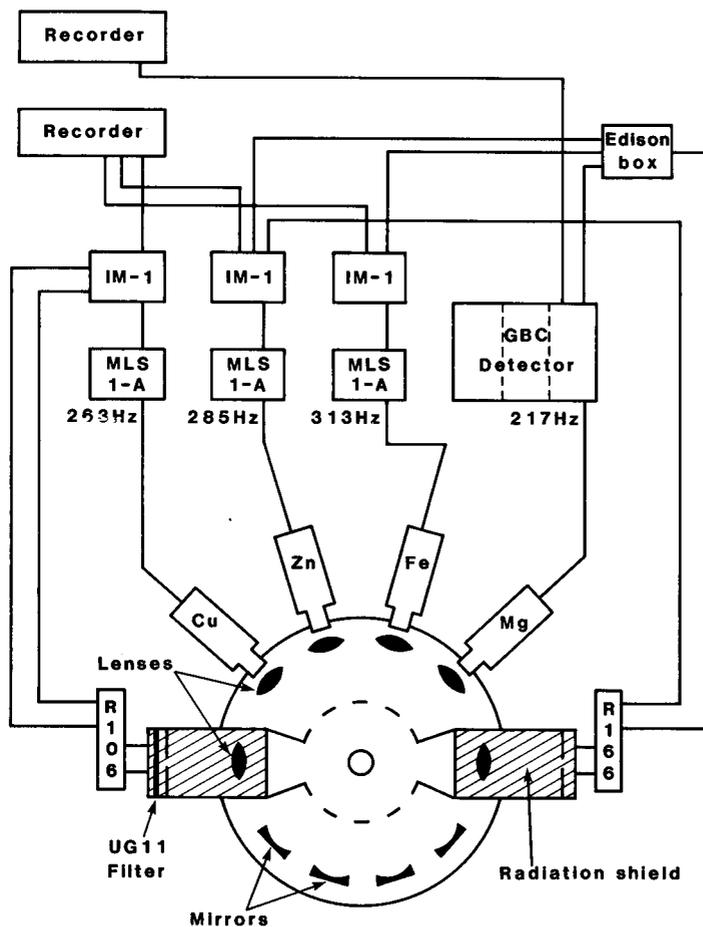 Recorder
Recorder
Edison
box
IM-1
IM-1
IM-1
GBC
Detector
MLS
1-A
MLS
1-A
MLS
1-A
263Hz
285Hz
313Hz
217Hz
Zn
Fe
Cu
Mg
Lenses
R
1
0
6
R
1
6
6
UG11
Filter
Radiation shield
Mirrors